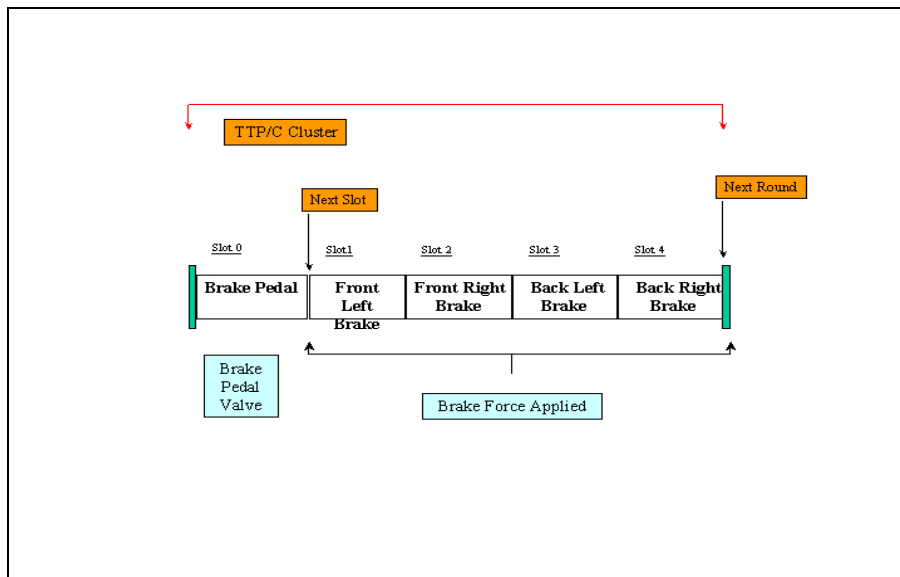 TTP/C Cluster
Next Slot
Next Round
Slot 0
Slot1
Slot 2
Slot 3
Slot 4
Brake Pedal
Front
Left
Brake
Front Right
Brake
Back Left
Brake
Back Right
Brake
Brake
Pedal
Valve
Brake Force Applied